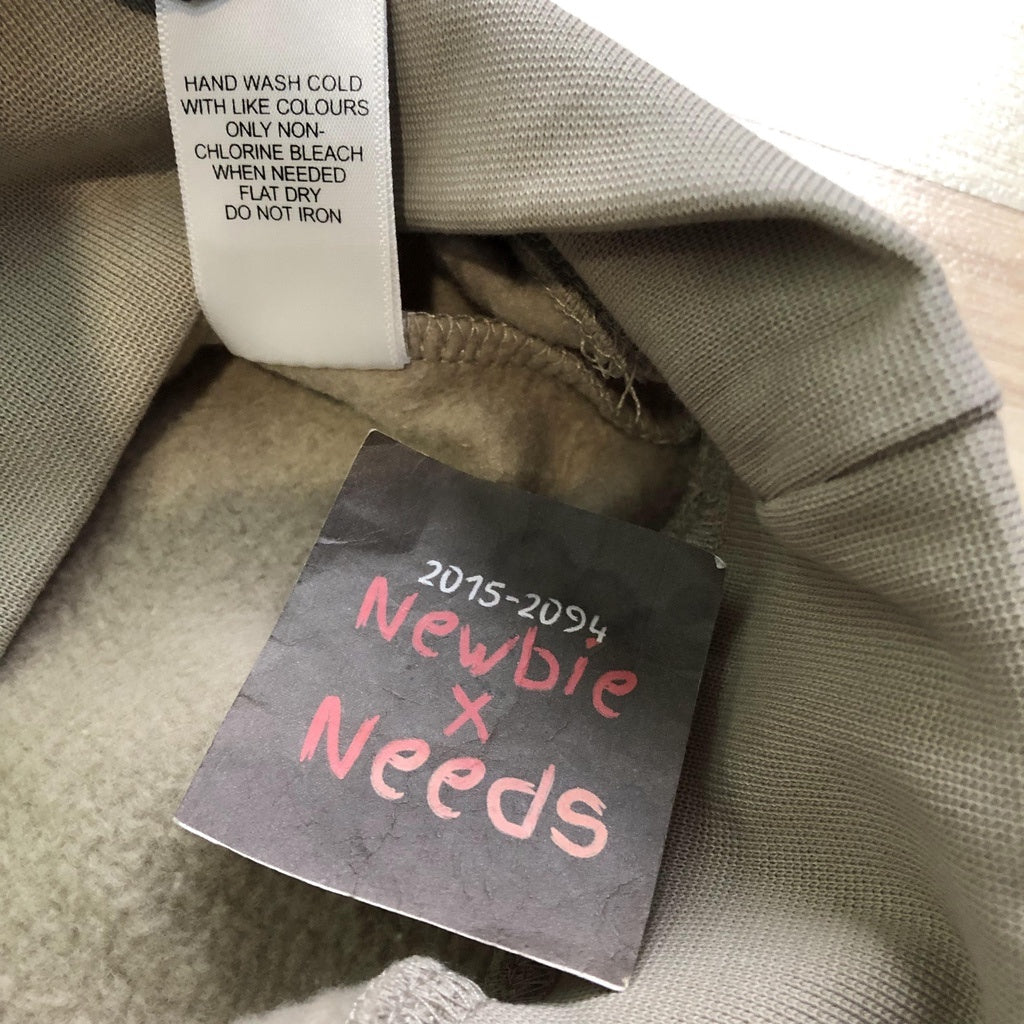 HAND WASH COLD
WITH LIKE COLOURS
ONLY NON-
CHLORINE BLEACH
WHEN NEEDED
FLAT DRY
DO NOT IRON
2015-2094
Newbie
x
Needs